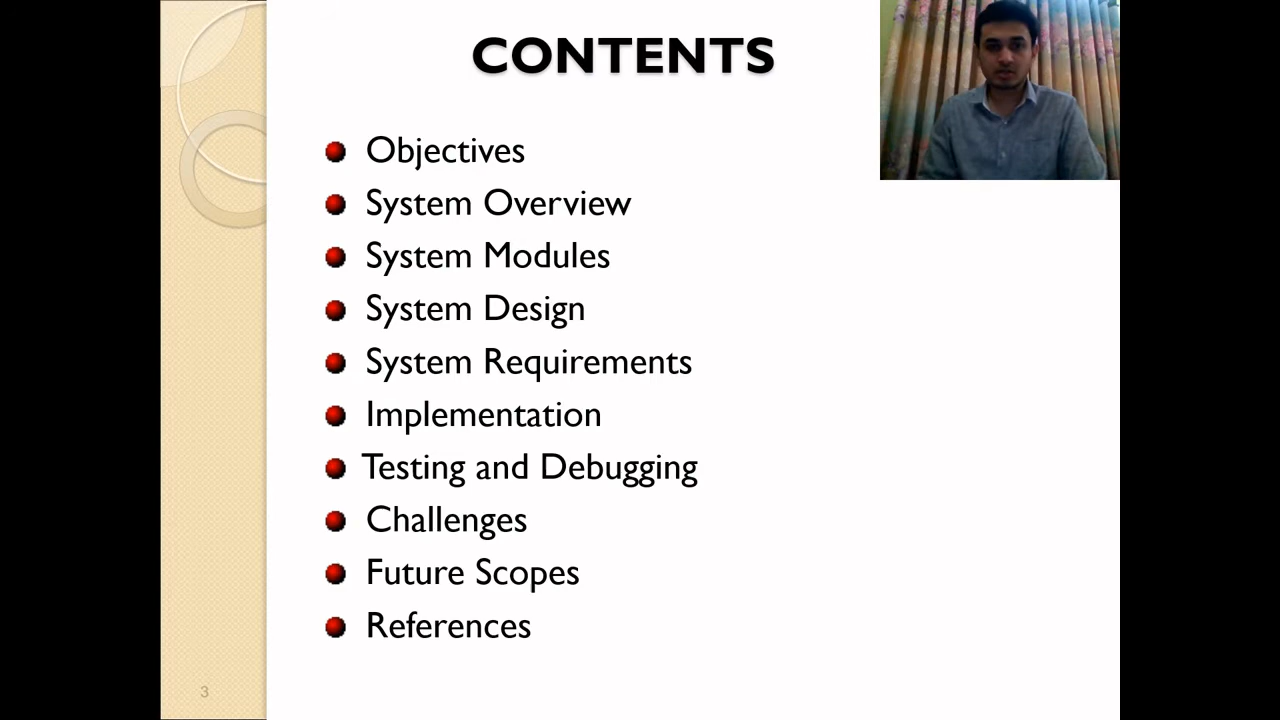 CONTENTS
Objectives
System Overview
System Modules
System Design
System Requirements
Implementation
Testing and Debugging
Challenges
Future Scopes
References
3